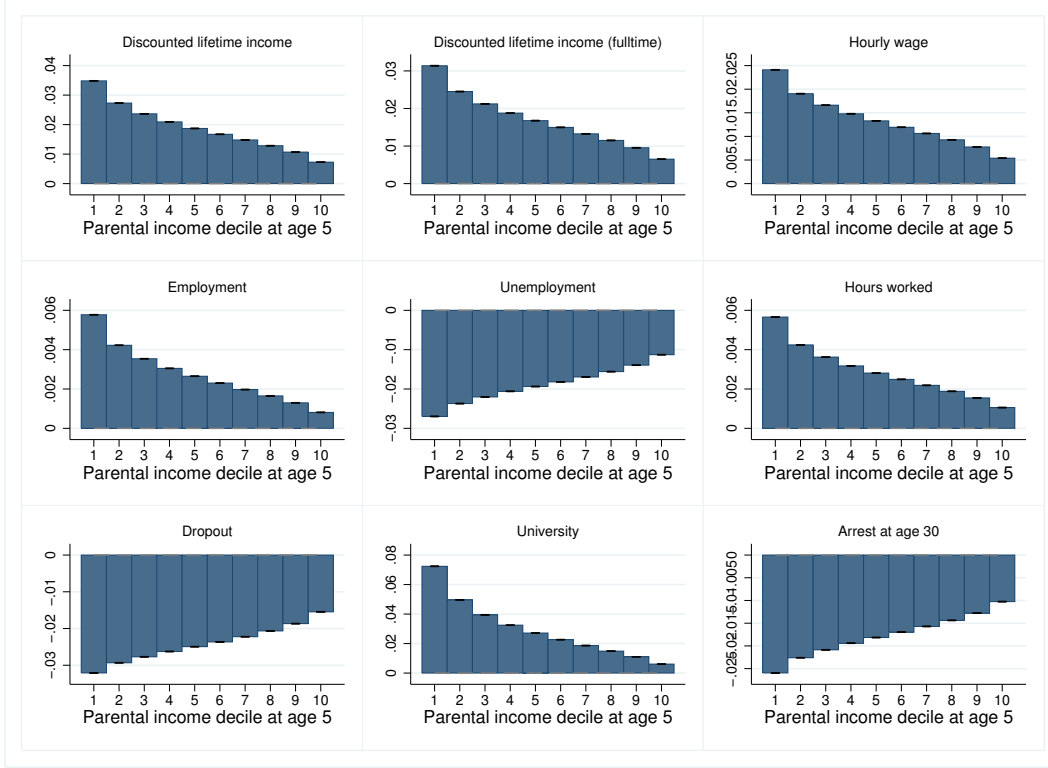 Discounted lifetime income
.04
.03
.02
.01
0
1 2 3 4 5 6 7 8 9 10
Parental income decile at age 5
Discounted lifetime income (fulltime)
.03
.02
.01
0
1 2 3 4 5 6 7 8 9 10
Parental income decile at age 5
Hourly wage
0 .005.01.015.02.025
1 2 3 4 5 6 7 8 9 10
Parental income decile at age 5
Employment
.006
.004
.002
0
1 2 3 4 5 6 7 8 9 10
Parental income decile at age 5
Unemployment
0
-.01
-.02
-.03
1 2 3 4 5 6 7 8 9 10
Parental income decile at age 5
Hours worked
.006
.004
.002
0
1 2 3 4 5 6 7 8 9 10
Parental income decile at age 5
Dropout
0
-.01
-.02
-.03
1 2 3 4 5 6 7 8 9 10
Parental income decile at age 5
University
.08
.06
.04
.02
0
1 2 3 4 5 6 7 8 9 10
Parental income decile at age 5
Arrest at age 30
1 2 3 4 5 6 7 8 9 10
Parental income decile at age 5